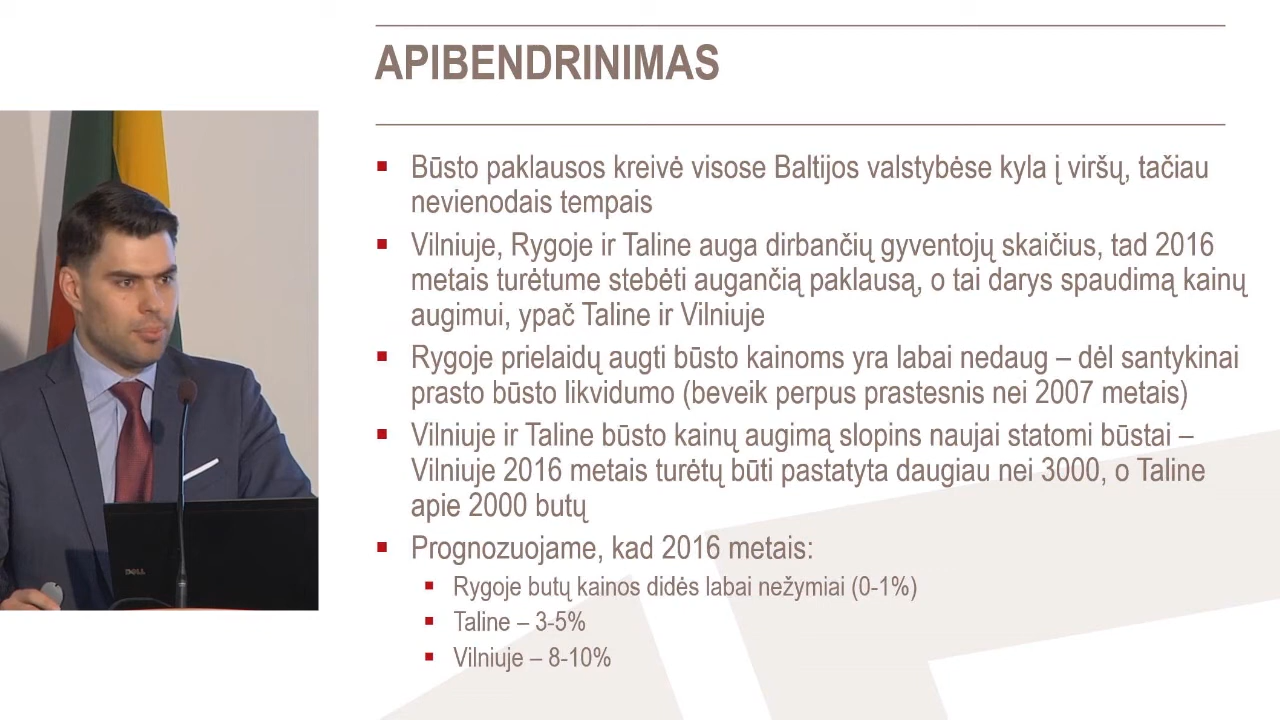 APIBENDRINIMAS
▪ Būsto paklausos kreivė visose Baltijos valstybėse kyla į viršų, tačiau
nevienodais tempais
▪ Vilniuje, Rygoje ir Taline auga dirbančių gyventojų skaičius, tad 2016
metais turėtume stebėti augančią paklausą, o tai darys spaudimą kainų
augimui, ypač Taline ir Vilniuje
▪ Rygoje prielaidų augti būsto kainoms yra labai nedaug – dėl santykinai
prasto būsto likvidumo (beveik perpus prastesnis nei 2007 metais)
▪ Vilniuje ir Taline būsto kainų augimą slopins naujai statomi būstai –
Vilniuje 2016 metais turėtų būti pastatyta daugiau nei 3000, o Taline
apie 2000 butų
▪ Prognozuojame, kad 2016 metais:
▪ Rygoje butų kainos didės labai nežymiai (0-1%)
▪ Taline – 3-5%
▪ Vilniuje – 8-10%
DELL